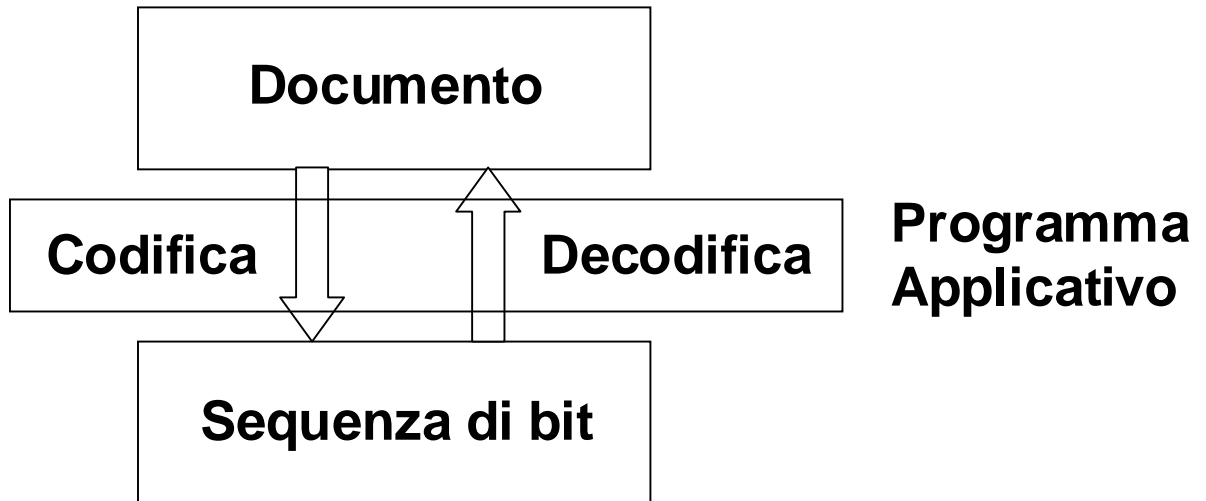 Documento
Codifica
Decodifica
Programma
Applicativo
Sequenza di bit